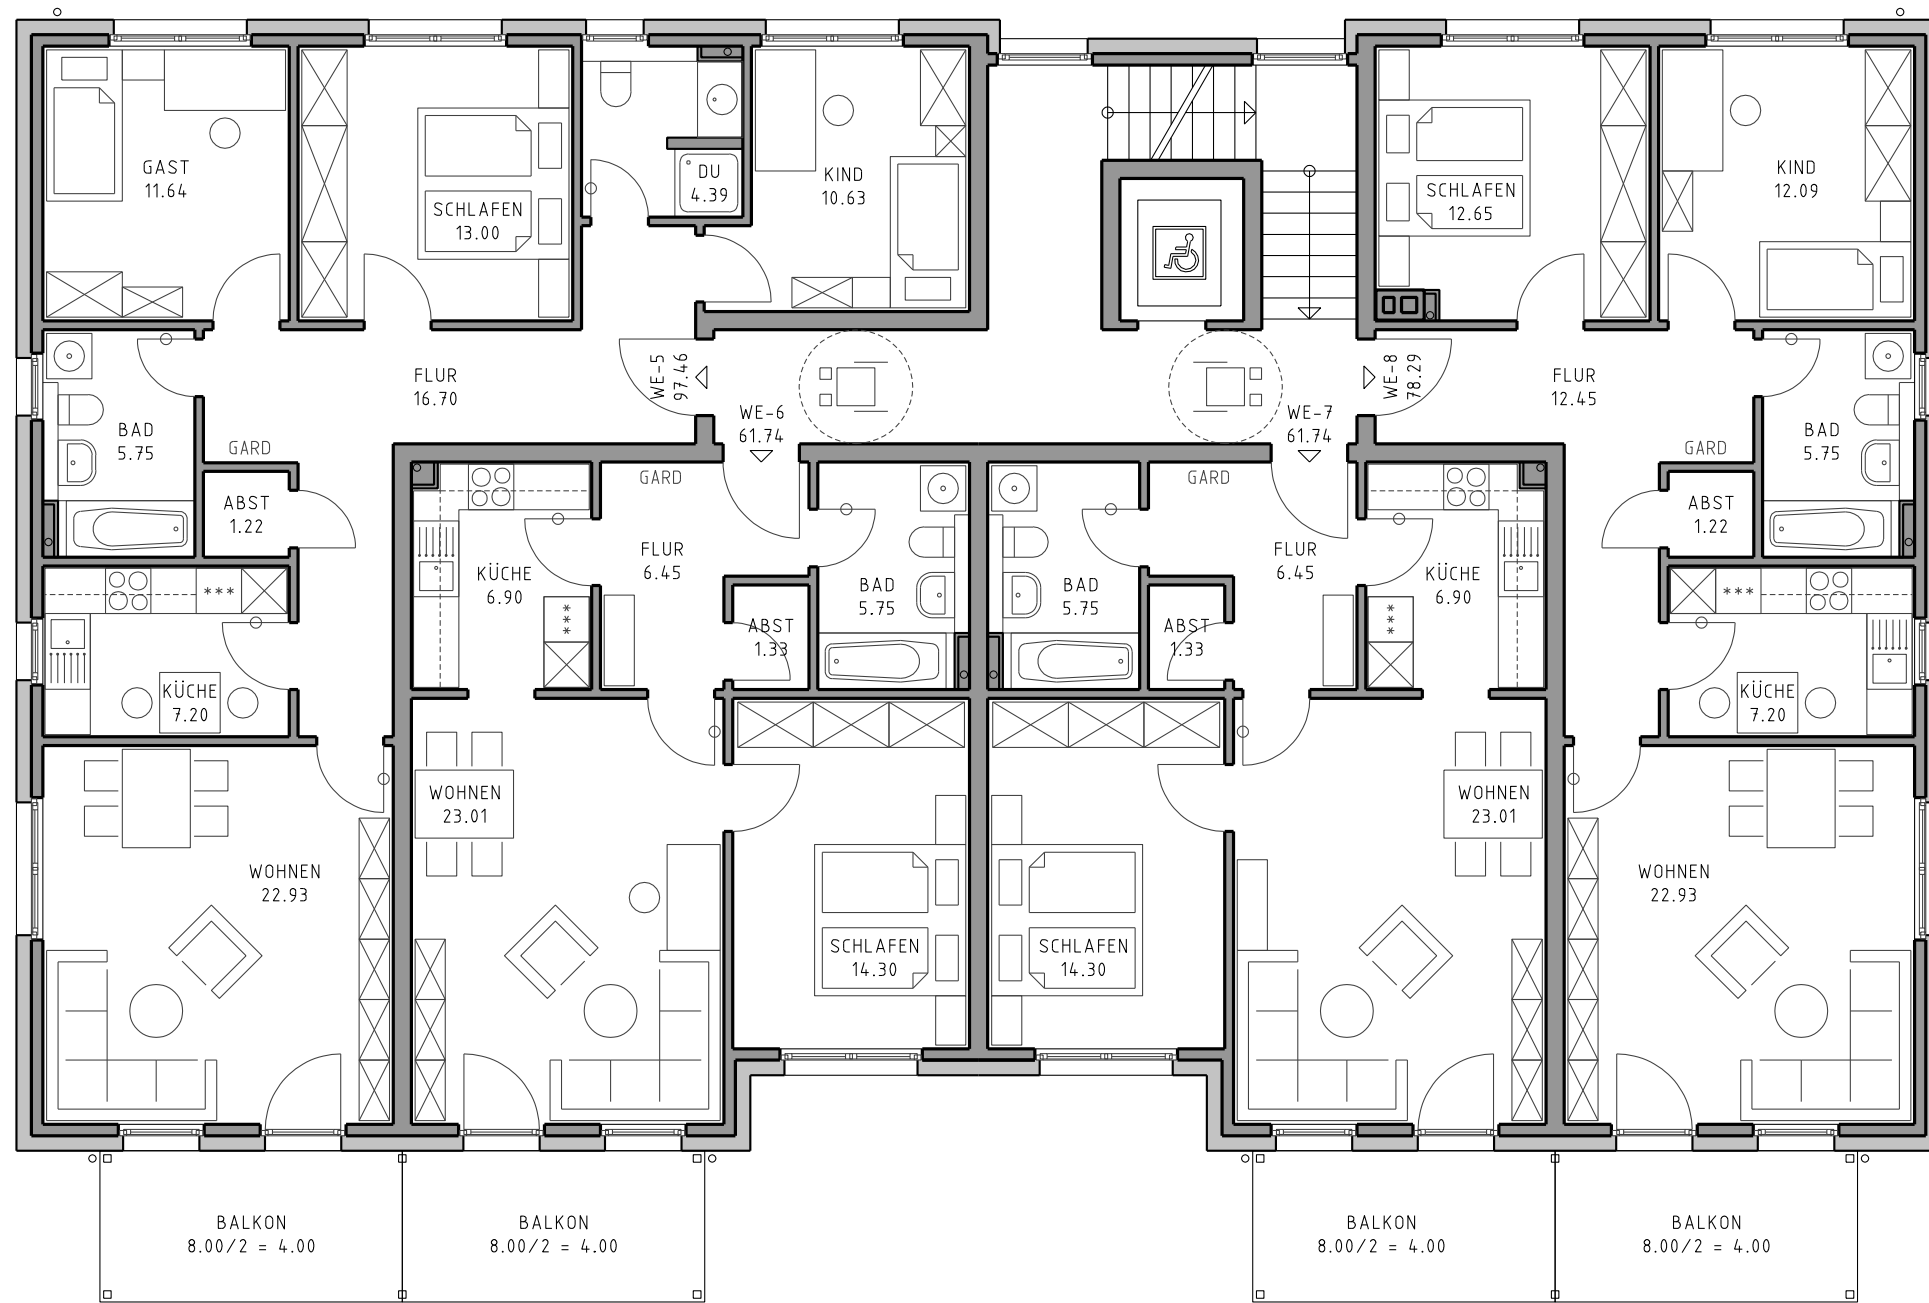 GAST
11.64
SCHLAFEN
13.00
DU
4.39
KIND
10.63
SCHLAFEN
12.65
KIND
12.09
FLUR
16.70
WE-5
97.46
WE-6
61.74
WE-7
61.74
WE-8
78.29
FLUR
12.45
BAD
5.75
GARD
ABST
1.22
GARD
FLUR
6.45
KÜCHE
6.90
BAD
5.75
ABST
1.33
BAD
5.75
GARD
FLUR
6.45
ABST
1.33
KÜCHE
6.90
GARD
ABST
1.22
BAD
5.75
***
***
***
***
KÜCHE
7.20
KÜCHE
7.20
WOHNEN
22.93
WOHNEN
23.01
SCHLAFEN
14.30
SCHLAFEN
14.30
WOHNEN
23.01
WOHNEN
22.93
BALKON
8.00/2 = 4.00
BALKON
8.00/2 = 4.00
BALKON
8.00/2 = 4.00
BALKON
8.00/2 = 4.00